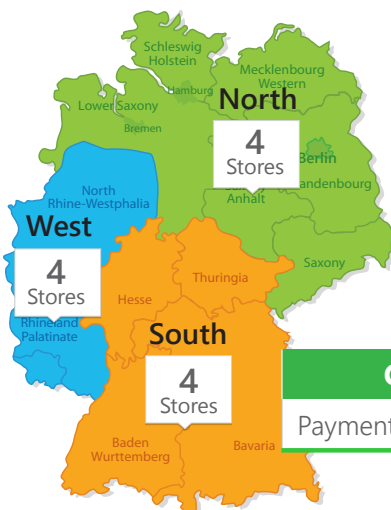 Schleswig
Holstein
Mecklenbourg
Western
Hamburg
Lower Saxony
North
Bremen
4
Stores
Berlin
Anhalt
North
Rhine-Westphalia
West
Saxony
4
Stores
Thuringia
Hesse
Rhineland
Palatinate
South
4
Stores
Payment
Baden
Wurttemberg
Bavaria